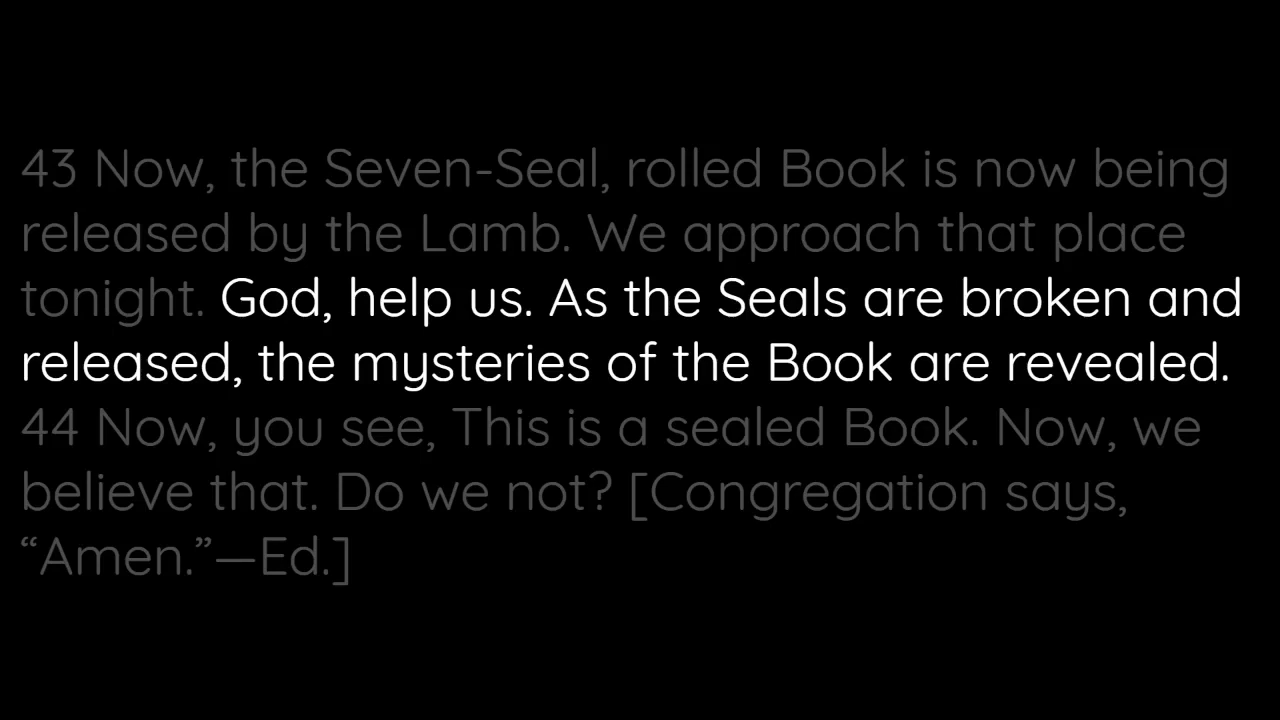 43 Now, the Seven-Seal, rolled Book is now being
released by the Lamb. We approach that place
tonight. God, help us. As the Seals are broken and
released, the mysteries of the Book are revealed.
44 Now, you see, This is a sealed Book. Now, we
believe that. Do we not? [Congregation says,
“Amen.”—Ed.]